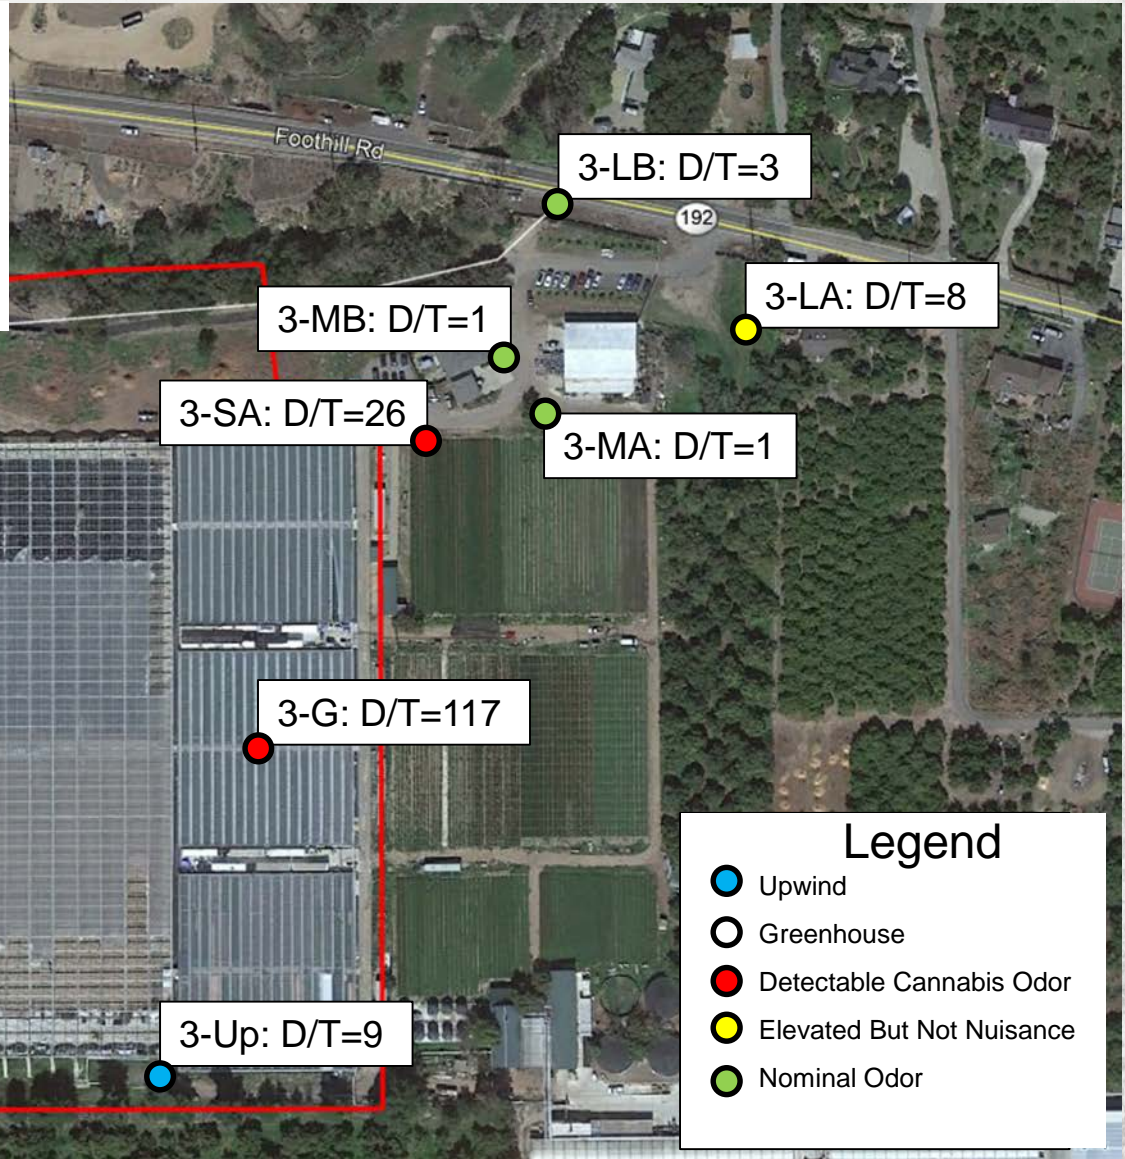 Foothill Rd
3-LB: D/T=3
192
3-LA: D/T=8
3-MB: D/T=1
3-SA: D/T=26
3-MA: D/T=1
3-G: D/T=117
3-Up: D/T=9
Legend
Upwind
Greenhouse
Detectable Cannabis Odor
Elevated But Not Nuisance
Nominal Odor